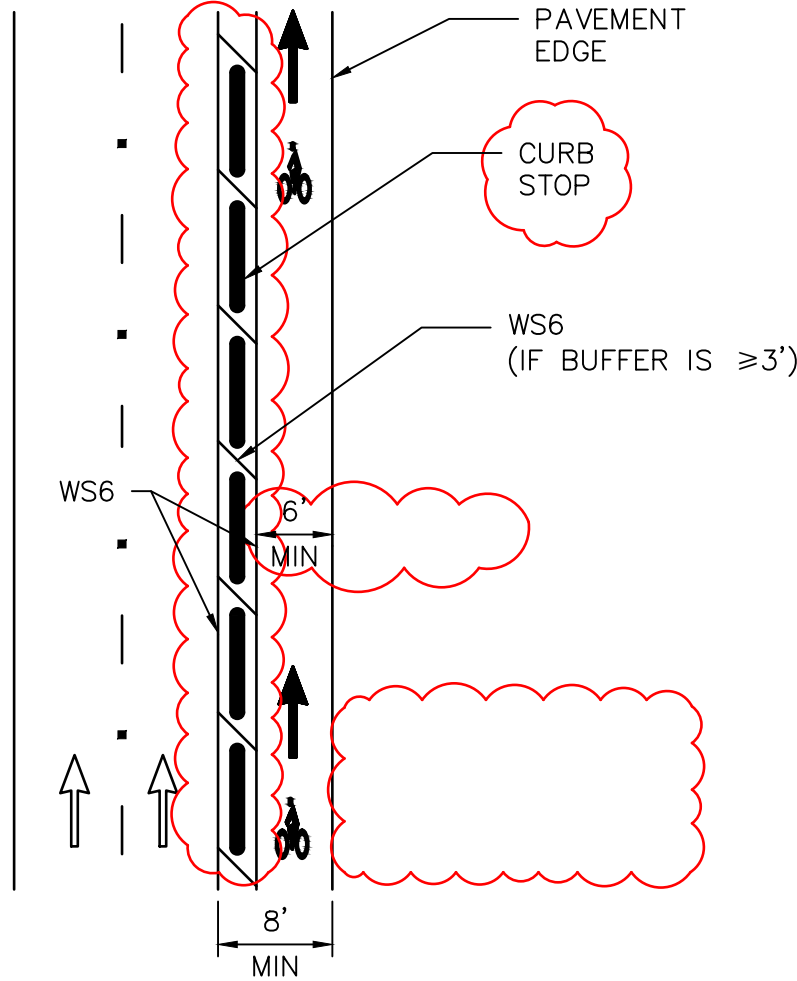 PAVEMENT
EDGE
CURB
STOP
WS6
(IF BUFFER IS ≥3')
WS6
6'
MIN
8'
MIN